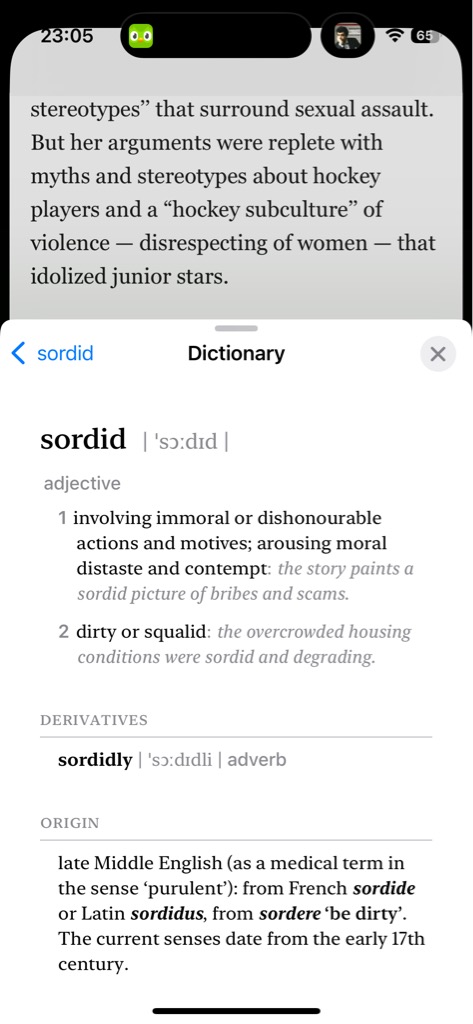 23:05
65
stereotypes” that surround sexual assault.
But her arguments were replete with
myths and stereotypes about hockey
players and a “hockey subculture” of
violence — disrespecting of women — that
idolized junior stars.
sordid
Dictionary
sordid | ˈsɔːdɪd |
adjective
1 involving immoral or dishonourable
actions and motives; arousing moral
distaste and contempt: the story paints a
sordid picture of bribes and scams.
2 dirty or squalid: the overcrowded housing
conditions were sordid and degrading.
DERIVATIVES
sordidly | ˈsɔːdɪdli | adverb
ORIGIN
late Middle English (as a medical term in
the sense ‘purulent’): from French sordide
or Latin sordidus, from sordere ‘be dirty’.
The current senses date from the early 17th
century.